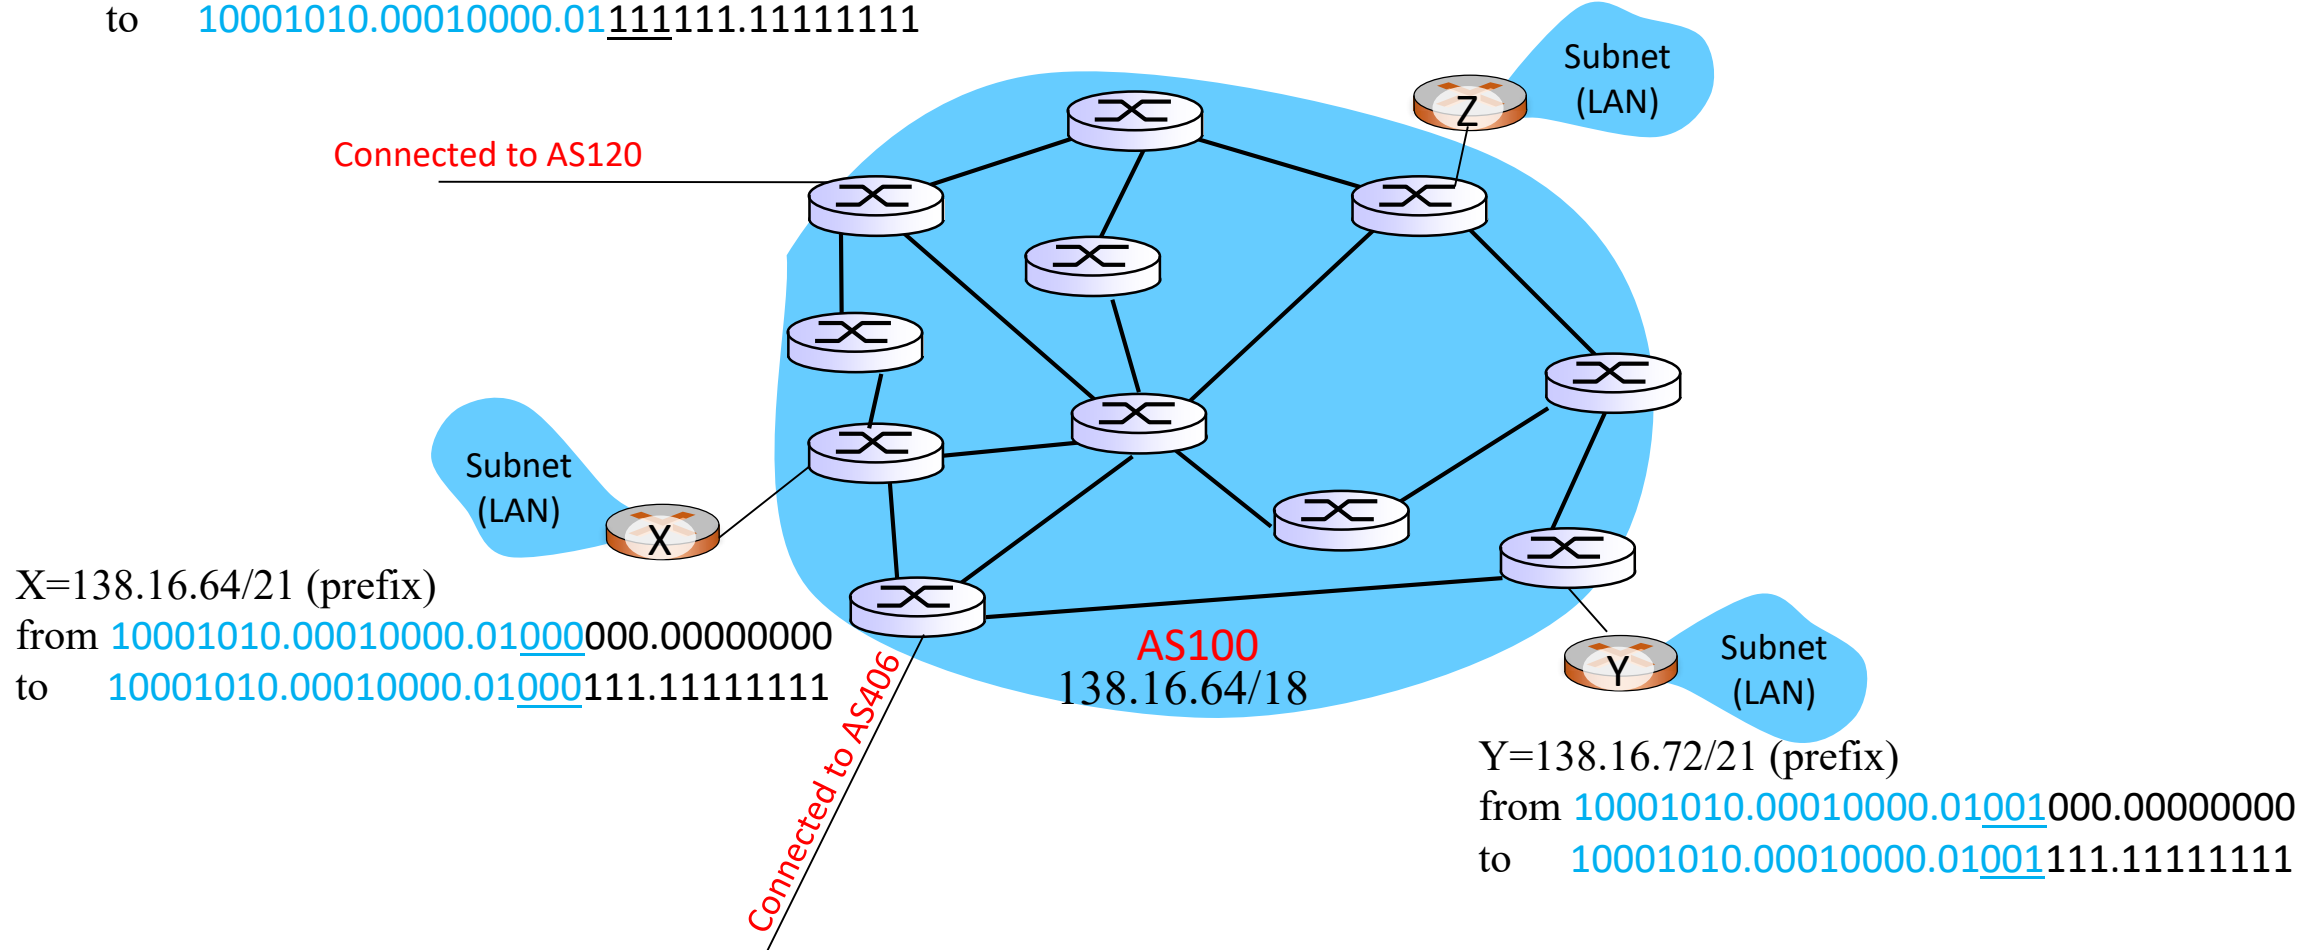 to 10001010.00010000.01111111.11111111
Subnet
(LAN)
Z
Connected to AS120
Subnet
(LAN)
X
X=138.16.64/21 (prefix)
from 10001010.00010000.01000000.00000000
to 10001010.00010000.01000111.11111111
Connected to AS406
AS100
138.16.64/18
Subnet
(LAN)
Y
Y=138.16.72/21 (prefix)
from 10001010.00010000.01001000.00000000
to 10001010.00010000.01001111.11111111